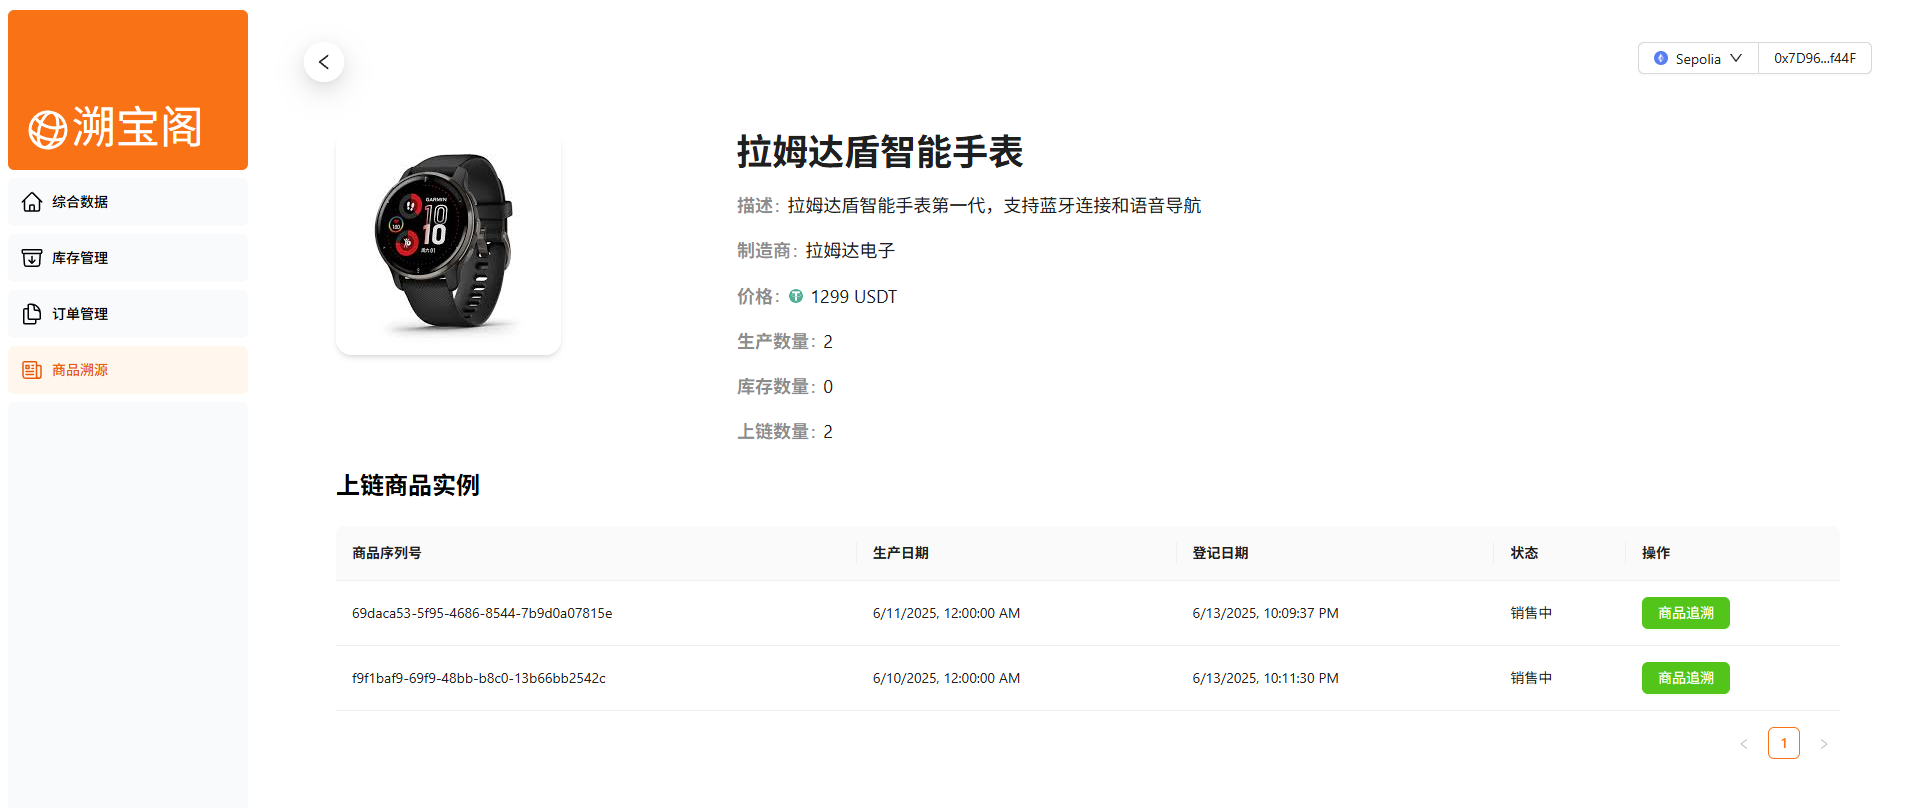 溯宝阁
综合数据
库存管理
订单管理
商品溯源
Sepolia
0x7D96...f44F
GARMIN
10
10
拉姆达盾智能手表
描述：拉姆达盾智能手表第一代，支持蓝牙连接和语音导航
制造商：拉姆达电子
价格： 1299 USDT
生产数量：2
库存数量：0
上链数量：2
上链商品实例
商品序列号 生产日期 登记日期 状态 操作
69daca53-5f95-4686-8544-7b9d0a07815e 6/11/2025, 12:00:00 AM 6/13/2025, 10:09:37 PM 销售中 商品追溯
f9f1baf9-69f9-48bb-b8c0-13b66bb2542c 6/10/2025, 12:00:00 AM 6/13/2025, 10:11:30 PM 销售中 商品追溯
< 1 >